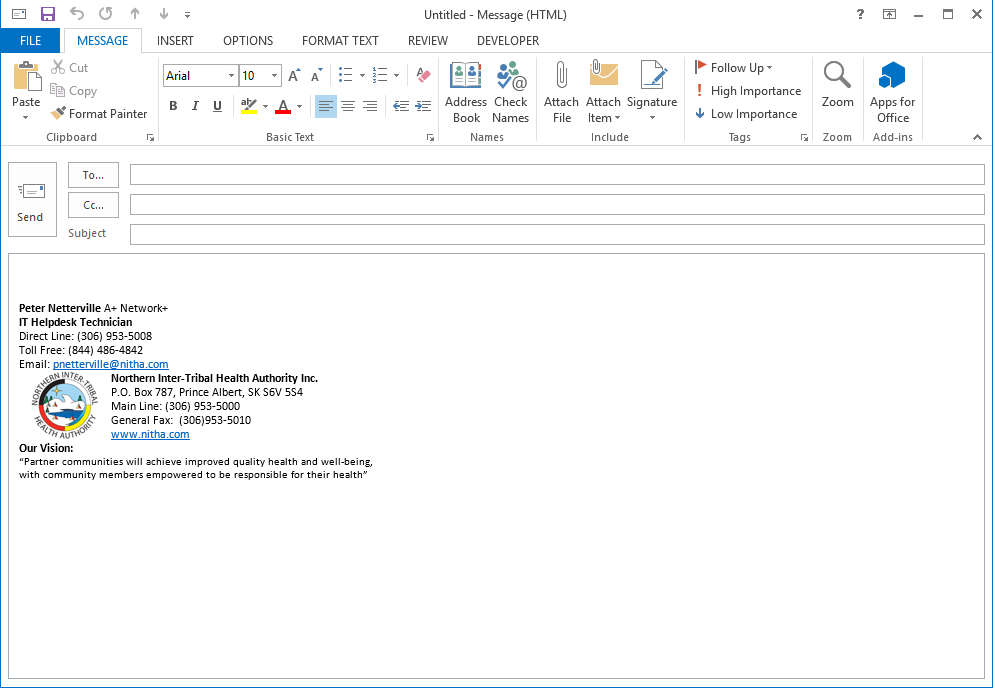 Untitled - Message (HTML)
?
FILE MESSAGE INSERT OPTIONS FORMAT TEXT REVIEW DEVELOPER
Paste
Cut
Copy
Format Painter
Clipboard
Arial 10 A A
B I U ab A
Basic Text
Address Book
Check Names
Names
Attach File
Attach Item
Signature
Include
Follow Up
! High Importance
Low Importance
Tags
Zoom
Zoom
Apps for Office
Add-ins
Send
To...
Cc...
Subject
Peter Netterville A+ Network+
IT Helpdesk Technician
Direct Line: (306) 953-5008
Toll Free: (844) 486-4842
Email: pnetterville@nitha.com
NORTHERN INTER-TRIBAL HEALTH AUTHORITY
Northern Inter-Tribal Health Authority Inc.
P.O. Box 787, Prince Albert, SK S6V 5S4
Main Line: (306) 953-5000
General Fax:  (306)953-5010
www.nitha.com
Our Vision:
“Partner communities will achieve improved quality health and well-being,
with community members empowered to be responsible for their health”